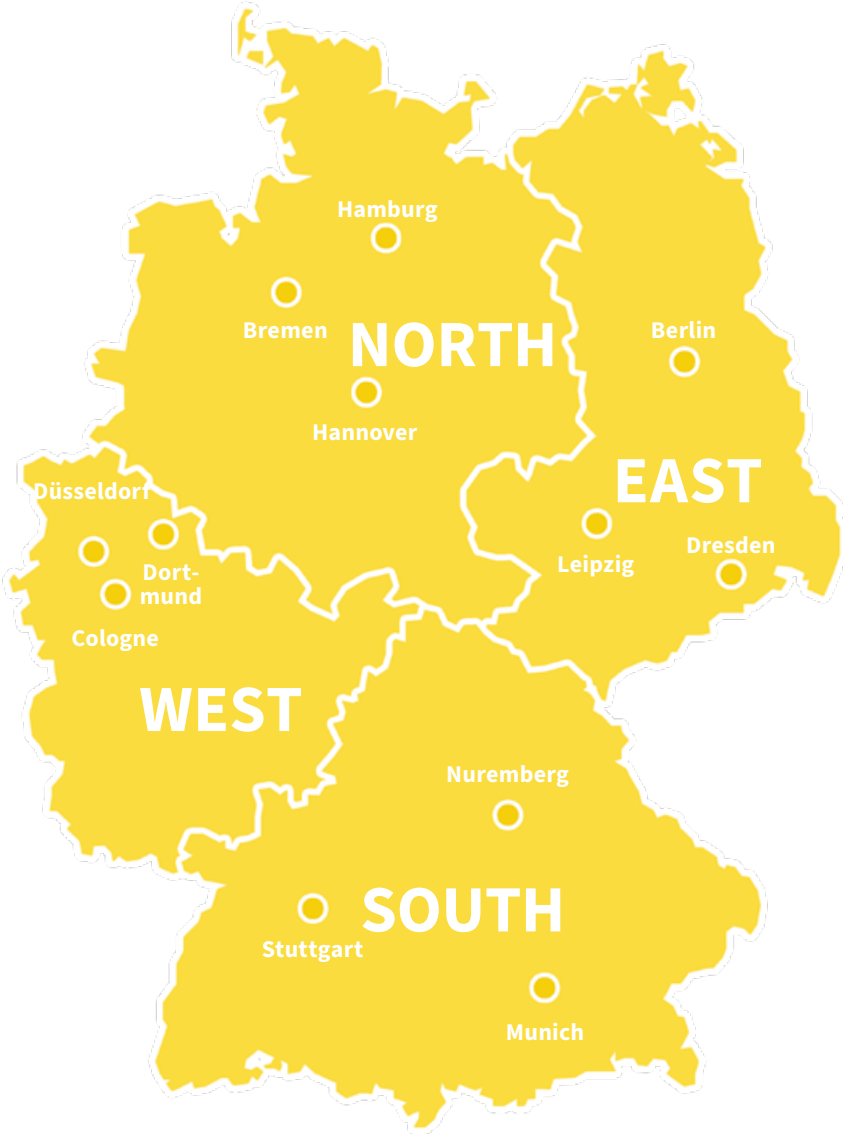 Hamburg
Bremen
NORTH
Berlin
Hannover
EAST
Düsseldorf
Dresden
Leipzig
Dort-
mund
Cologne
WEST
Nuremberg
SOUTH
Stuttgart
Munich